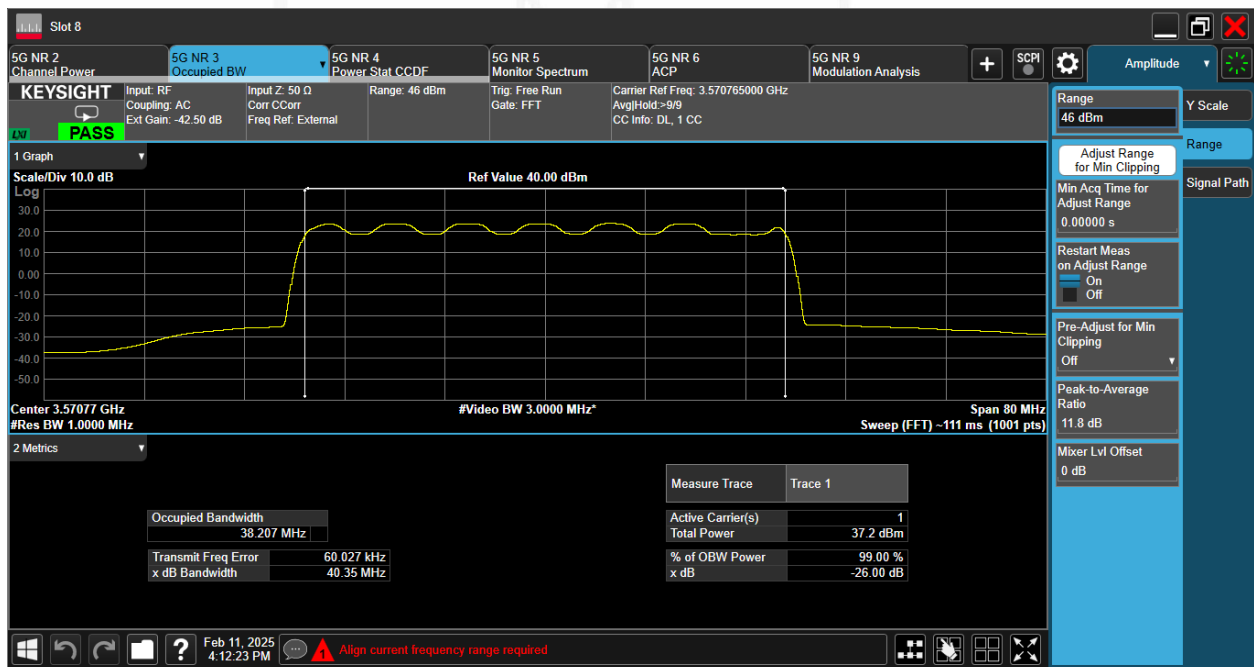 Slot 8
5G NR 2
Channel Power
5G NR 3
Occupied BW
5G NR 4
Power Stat CCDF
5G NR 5
Monitor Spectrum
5G NR 6
ACP
5G NR 9
Modulation Analysis
SCPI
Amplitude
KEYSIGHT
LXI
PASS
Input: RF
Coupling: AC
Ext Gain: -42.50 dB
Input Z: 50 Ω
Corr CCorr
Freq Ref: External
Range: 46 dBm
Trig: Free Run
Gate: FFT
Carrier Ref Freq: 3.570765000 GHz
Avg|Hold:>9/9
CC Info: DL, 1 CC
1 Graph
Scale/Div 10.0 dB
Ref Value 40.00 dBm
Log
30.0
20.0
10.0
0.00
-10.0
-20.0
-30.0
-40.0
-50.0
Center 3.57077 GHz
#Video BW 3.0000 MHz*
Span 80 MHz
#Res BW 1.0000 MHz
Sweep (FFT) ~111 ms (1001 pts)
2 Metrics
Measure Trace Trace 1
Occupied Bandwidth
38.207 MHz
Active Carrier(s) 1
Total Power 37.2 dBm
Transmit Freq Error 60.027 kHz
x dB Bandwidth 40.35 MHz
% of OBW Power 99.00 %
x dB -26.00 dB
Range
46 dBm
Adjust Range
for Min Clipping
Min Acq Time for
Adjust Range
0.00000 s
Restart Meas
on Adjust Range
On
Off
Pre-Adjust for Min
Clipping
Off
Peak-to-Average
Ratio
11.8 dB
Mixer Lvl Offset
0 dB
Y Scale
Range
Signal Path
?
Feb 11, 2025
4:12:23 PM
1
Align current frequency range required